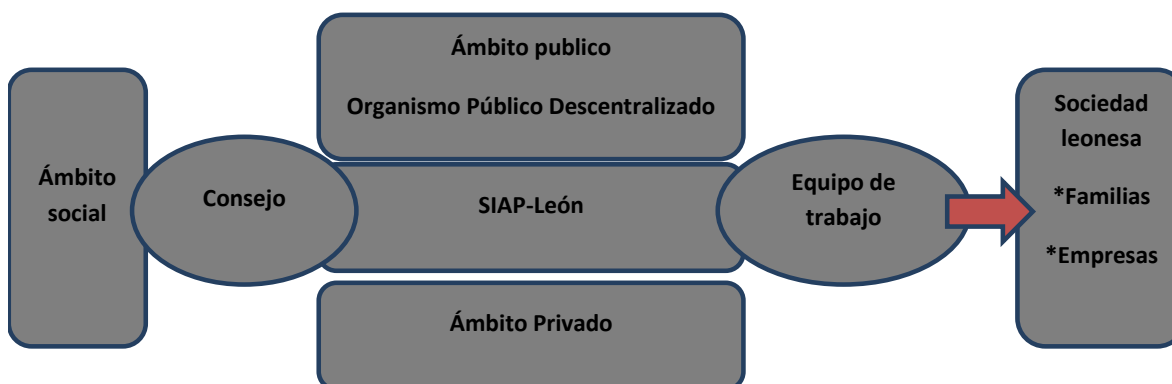 Ámbito
social
Consejo
Ámbito publico
Organismo Público Descentralizado
SIAP-León
Ámbito Privado
Equipo de
trabajo
Sociedad
leonesa
*Familias
*Empresas